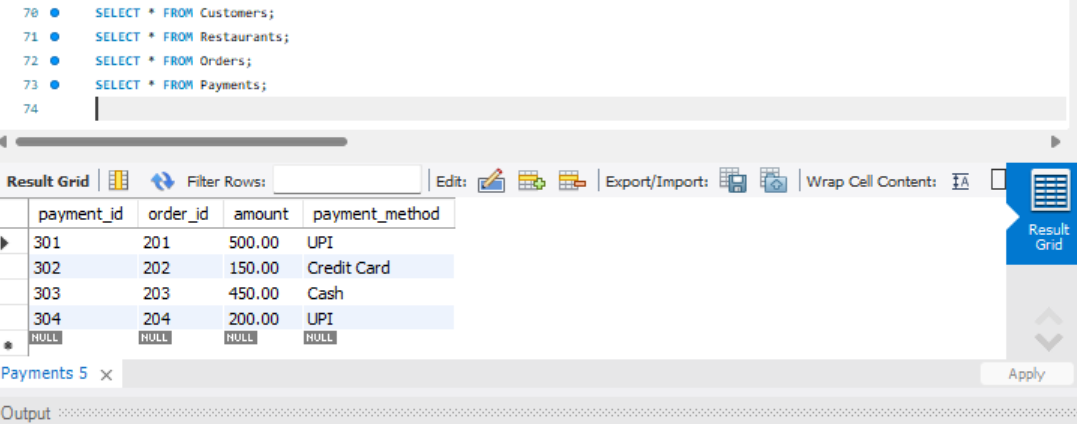 70 SELECT * FROM Customers;
71 SELECT * FROM Restaurants;
72 SELECT * FROM Orders;
73 SELECT * FROM Payments;
74
Result Grid Filter Rows: Edit: Export/Import: Wrap Cell Content: IA
payment_id order_id amount payment_method
301 201 500.00 UPI
302 202 150.00 Credit Card
303 203 450.00 Cash
304 204 200.00 UPI
NULL NULL NULL NULL
Result
Grid
Payments 5 Apply
Output